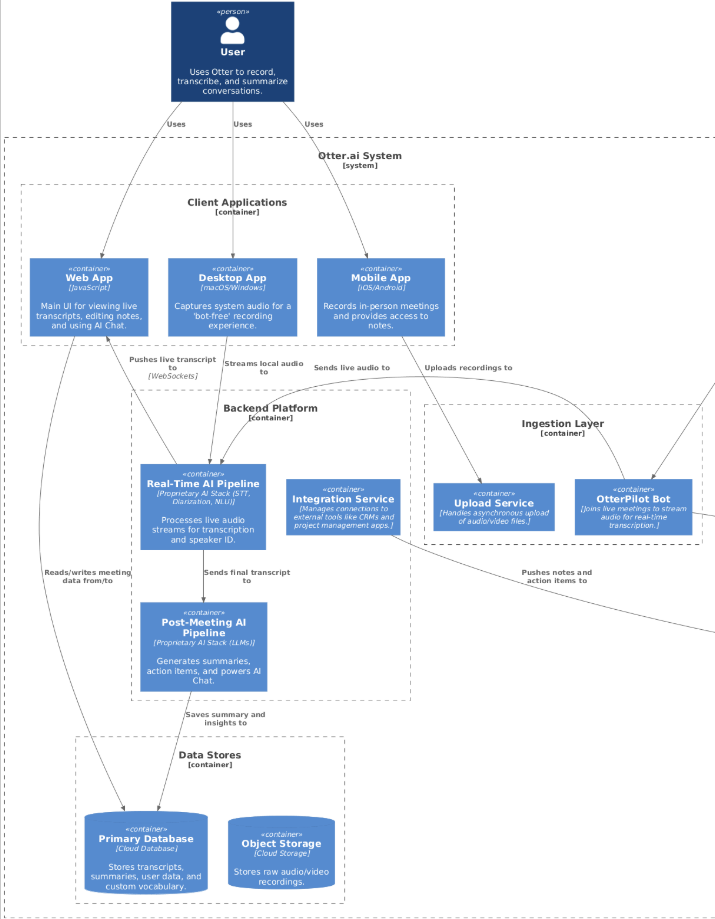 «person»
User
Uses Otter to record,
transcribe, and summarize
conversations.
Uses
Uses
Uses
Otter.ai System
[system]
Client Applications
[container]
«container»
Web App
[JavaScript]
Main UI for viewing live
transcripts, editing notes,
and using AI Chat.
«container»
Desktop App
[macOS/Windows]
Captures system audio for a
'bot-free' recording
experience.
«container»
Mobile App
[iOS/Android]
Records in-person meetings
and provides access to
notes.
Pushes live transcript
to
[WebSockets]
Streams local audio
to
Sends live audio to
Uploads recordings to
Backend Platform
[container]
Ingestion Layer
[container]
«container»
Real-Time AI Pipeline
[Proprietary AI Stack (STT,
Diarization, NLU)]
Processes live audio
streams for transcription
and speaker ID.
«container»
Integration Service
[Manages connections to
external tools like CRMs and
project management apps.]
«container»
Upload Service
[Handles asynchronous upload
of audio/video files.]
«container»
OtterPilot Bot
[Joins live meetings to stream
audio for real-time
transcription.]
Reads/writes meeting
data from/to
Sends final transcript
to
Pushes notes and
action items to
«container»
Post-Meeting AI
Pipeline
[Proprietary AI Stack (LLMs)]
Generates summaries,
action items, and powers AI
Chat.
Saves summary and
insights to
Data Stores
[container]
«container»
Primary Database
[Cloud Database]
Stores transcripts,
summaries, user data, and
custom vocabulary.
«container»
Object Storage
[Cloud Storage]
Stores raw audio/video
recordings.